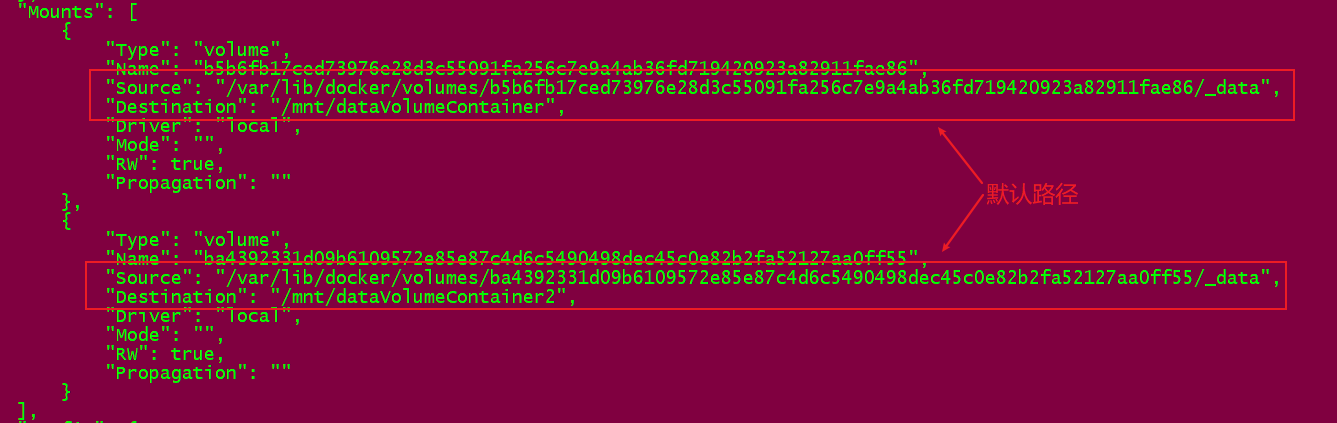 "Mounts": [
{
"Type": "volume",
"Name": "b5b6fb17ced73976e28d3c55091fa256c7e9a4ab36fd719420923a82911fae86",
"Source": "/var/lib/docker/volumes/b5b6fb17ced73976e28d3c55091fa256c7e9a4ab36fd719420923a82911fae86/_data",
"Destination": "/mnt/dataVolumeContainer",
"Driver": "local",
"Mode": "",
"RW": true,
"Propagation": ""
默认路径
},
{
"Type": "volume",
"Name": "ba4392331d09b6109572e85e87c4d6c5490498dec45c0e82b2fa52127aa0ff55",
"Source": "/var/lib/docker/volumes/ba4392331d09b6109572e85e87c4d6c5490498dec45c0e82b2fa52127aa0ff55/_data",
"Destination": "/mnt/dataVolumeContainer2",
"Driver": "local",
"Mode": "",
"RW": true,
"Propagation": ""
}
],